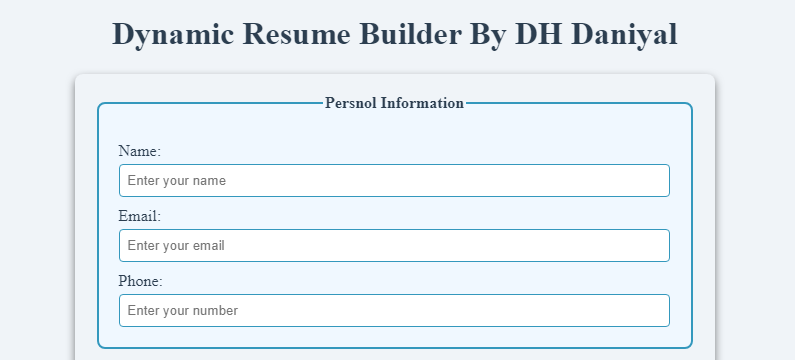 Dynamic Resume Builder By DH Daniyal
Persnol Information
Name:
Enter your name
Email:
Enter your email
Phone:
Enter your number